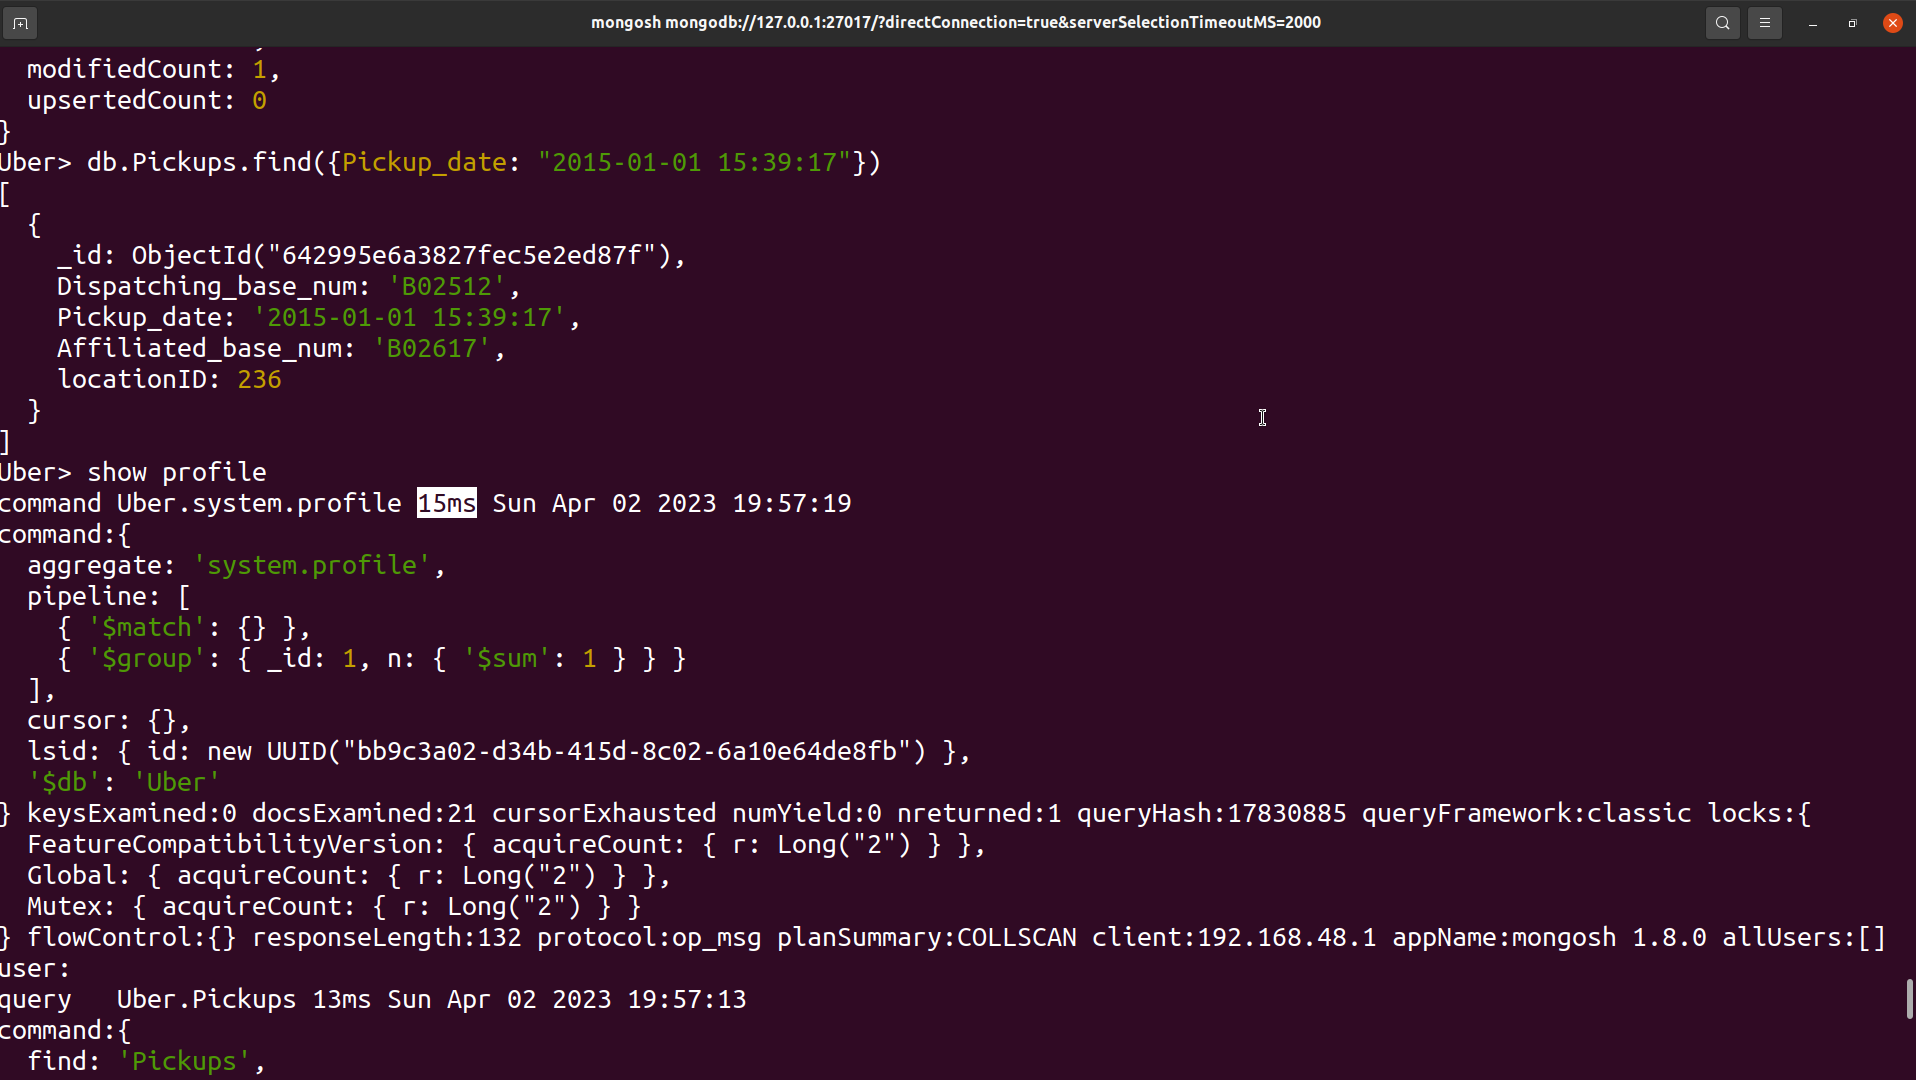 mongosh mongodb://127.0.0.1:27017/?directConnection=true&serverSelectionTimeoutMS=2000
  modifiedCount: 1,
  upsertedCount: 0
}
Uber> db.Pickups.find({Pickup_date: "2015-01-01 15:39:17"})
[
  {
    _id: ObjectId("642995e6a3827fec5e2ed87f"),
    Dispatching_base_num: 'B02512',
    Pickup_date: '2015-01-01 15:39:17',
    Affiliated_base_num: 'B02617',
    locationID: 236
  }
]
Uber> show profile
command Uber.system.profile 15ms Sun Apr 02 2023 19:57:19
command:{
  aggregate: 'system.profile',
  pipeline: [
    { '$match': {} },
    { '$group': { _id: 1, n: { '$sum': 1 } } }
  ],
  cursor: {},
  lsid: { id: new UUID("bb9c3a02-d34b-415d-8c02-6a10e64de8fb") },
  '$db': 'Uber'
} keysExamined:0 docsExamined:21 cursorExhausted numYield:0 nreturned:1 queryHash:17830885 queryFramework:classic locks:{
  FeatureCompatibilityVersion: { acquireCount: { r: Long("2") } },
  Global: { acquireCount: { r: Long("2") } },
  Mutex: { acquireCount: { r: Long("2") } }
} flowControl:{} responseLength:132 protocol:op_msg planSummary:COLLSCAN client:192.168.48.1 appName:mongosh 1.8.0 allUsers:[]
user:
query   Uber.Pickups 13ms Sun Apr 02 2023 19:57:13
command:{
  find: 'Pickups',